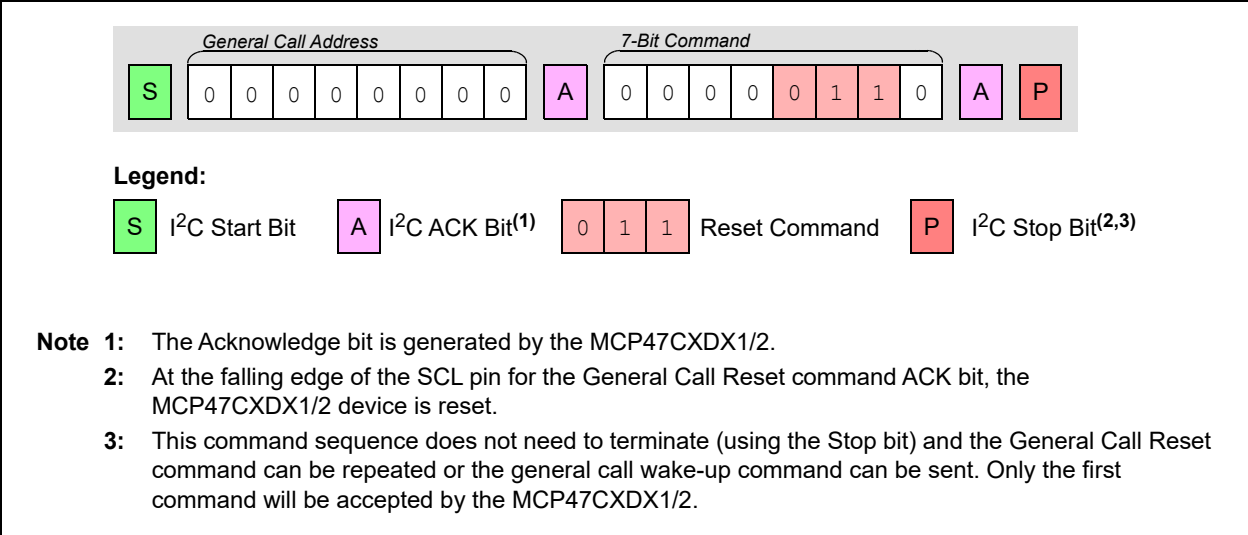 General Call Address 7-Bit Command
S 0 0 0 0 0 0 0 0 A 0 0 0 0 0 1 1 0 A P
Legend:
S I²C Start Bit A I²C ACK Bit(1) 0 1 1 Reset Command P I²C Stop Bit(2,3)
Note 1: The Acknowledge bit is generated by the MCP47CXDX1/2.
2: At the falling edge of the SCL pin for the General Call Reset command ACK bit, the
MCP47CXDX1/2 device is reset.
3: This command sequence does not need to terminate (using the Stop bit) and the General Call Reset
command can be repeated or the general call wake-up command can be sent. Only the first
command will be accepted by the MCP47CXDX1/2.